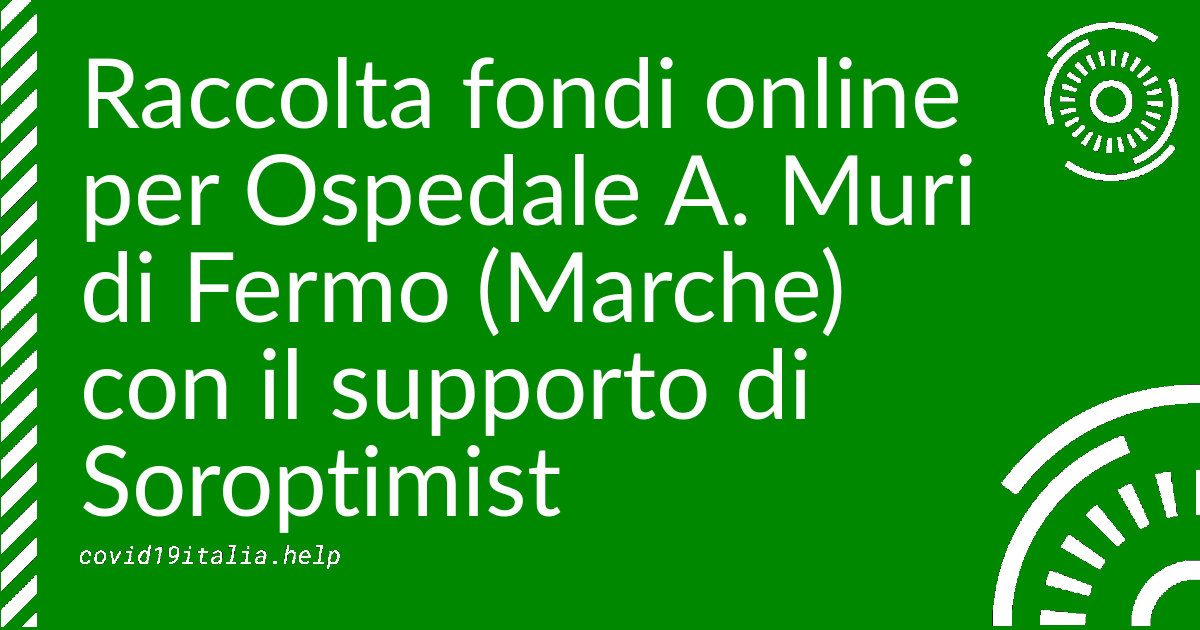 Raccolta fondi online
per Ospedale A. Muri
di Fermo (Marche)
con il supporto di
Soroptimist
covid19italia.help